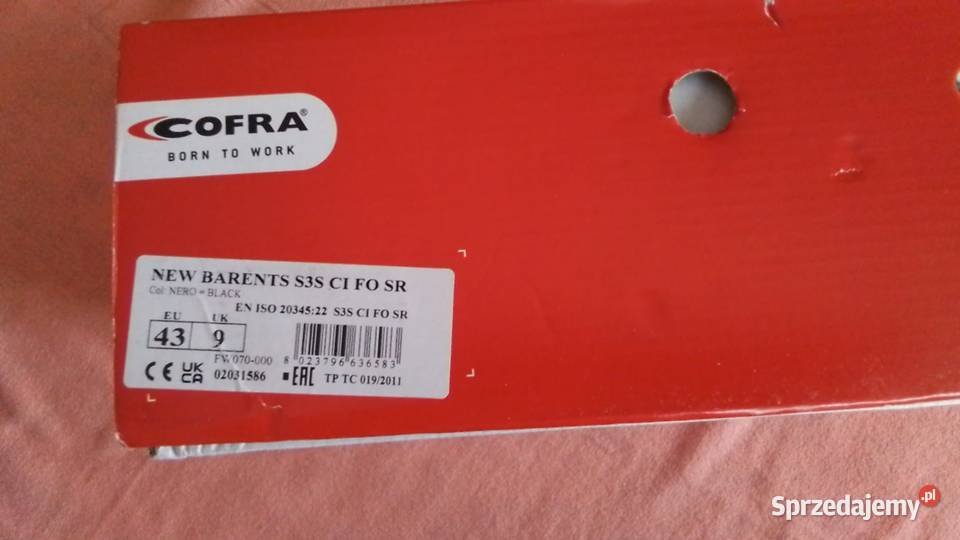 COFRA®
BORN TO WORK
NEW BARENTS S3S CI FO SR
Col: NERO = BLACK
EN ISO 20345:22 S3S CI FO SR
EU UK
43 9
FW070-000
8 023796 636583
CE UK CA 02031586 EAC TP TC 019/2011
Sprzedajemy.pl